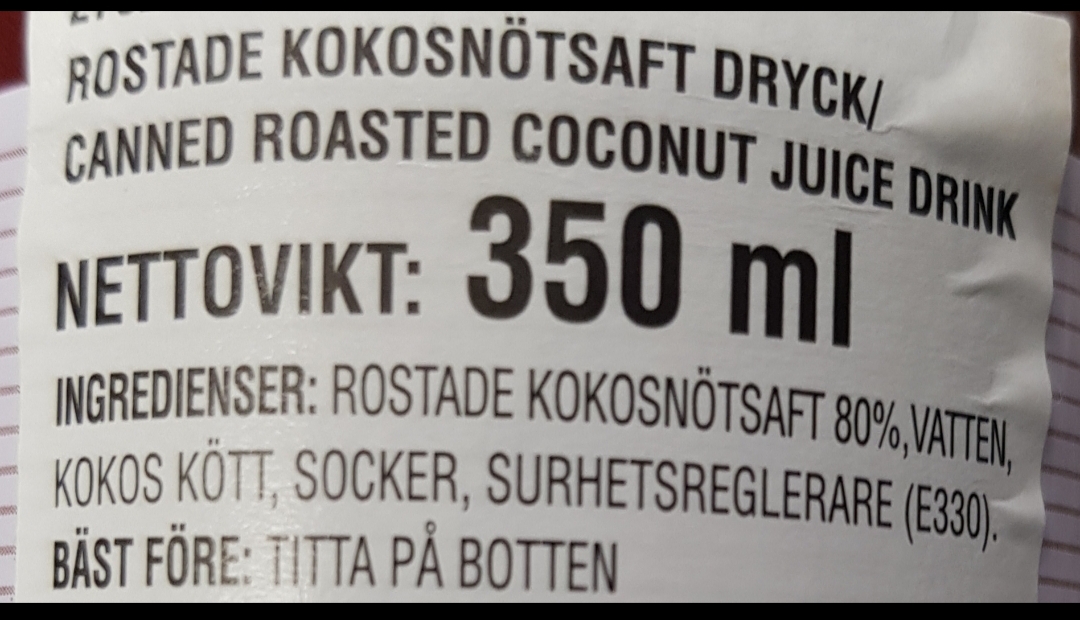 ROSTADE KOKOSNÖTSAFT DRYCK/
CANNED ROASTED COCONUT JUICE DRINK
NETTOVIKT: 350 ml
INGREDIENSER: ROSTADE KOKOSNÖTSAFT 80%,VATTEN,
KOKOS KÖTT, SOCKER, SURHETSREGLERARE (E330).
BÄST FÖRE: TITTA PÅ BOTTEN